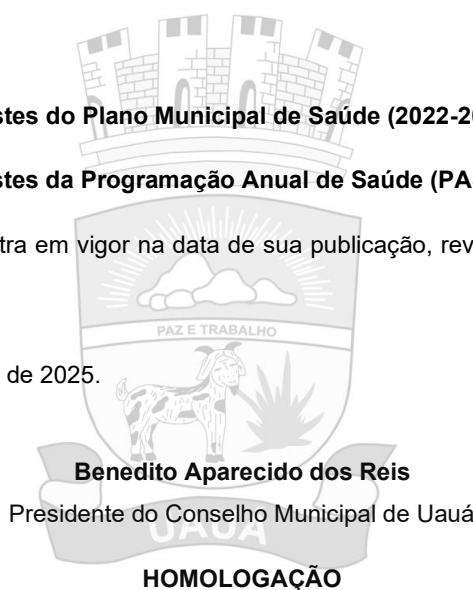 stes do Plano Municipal de Saúde (2022-20
stes da Programação Anual de Saúde (PA
tra em vigor na data de sua publicação, rev
PAZ E TRABALHO
de 2025.
Benedito Aparecido dos Reis
Presidente do Conselho Municipal de Uauá
UAUÁ
HOMOLOGAÇÃO